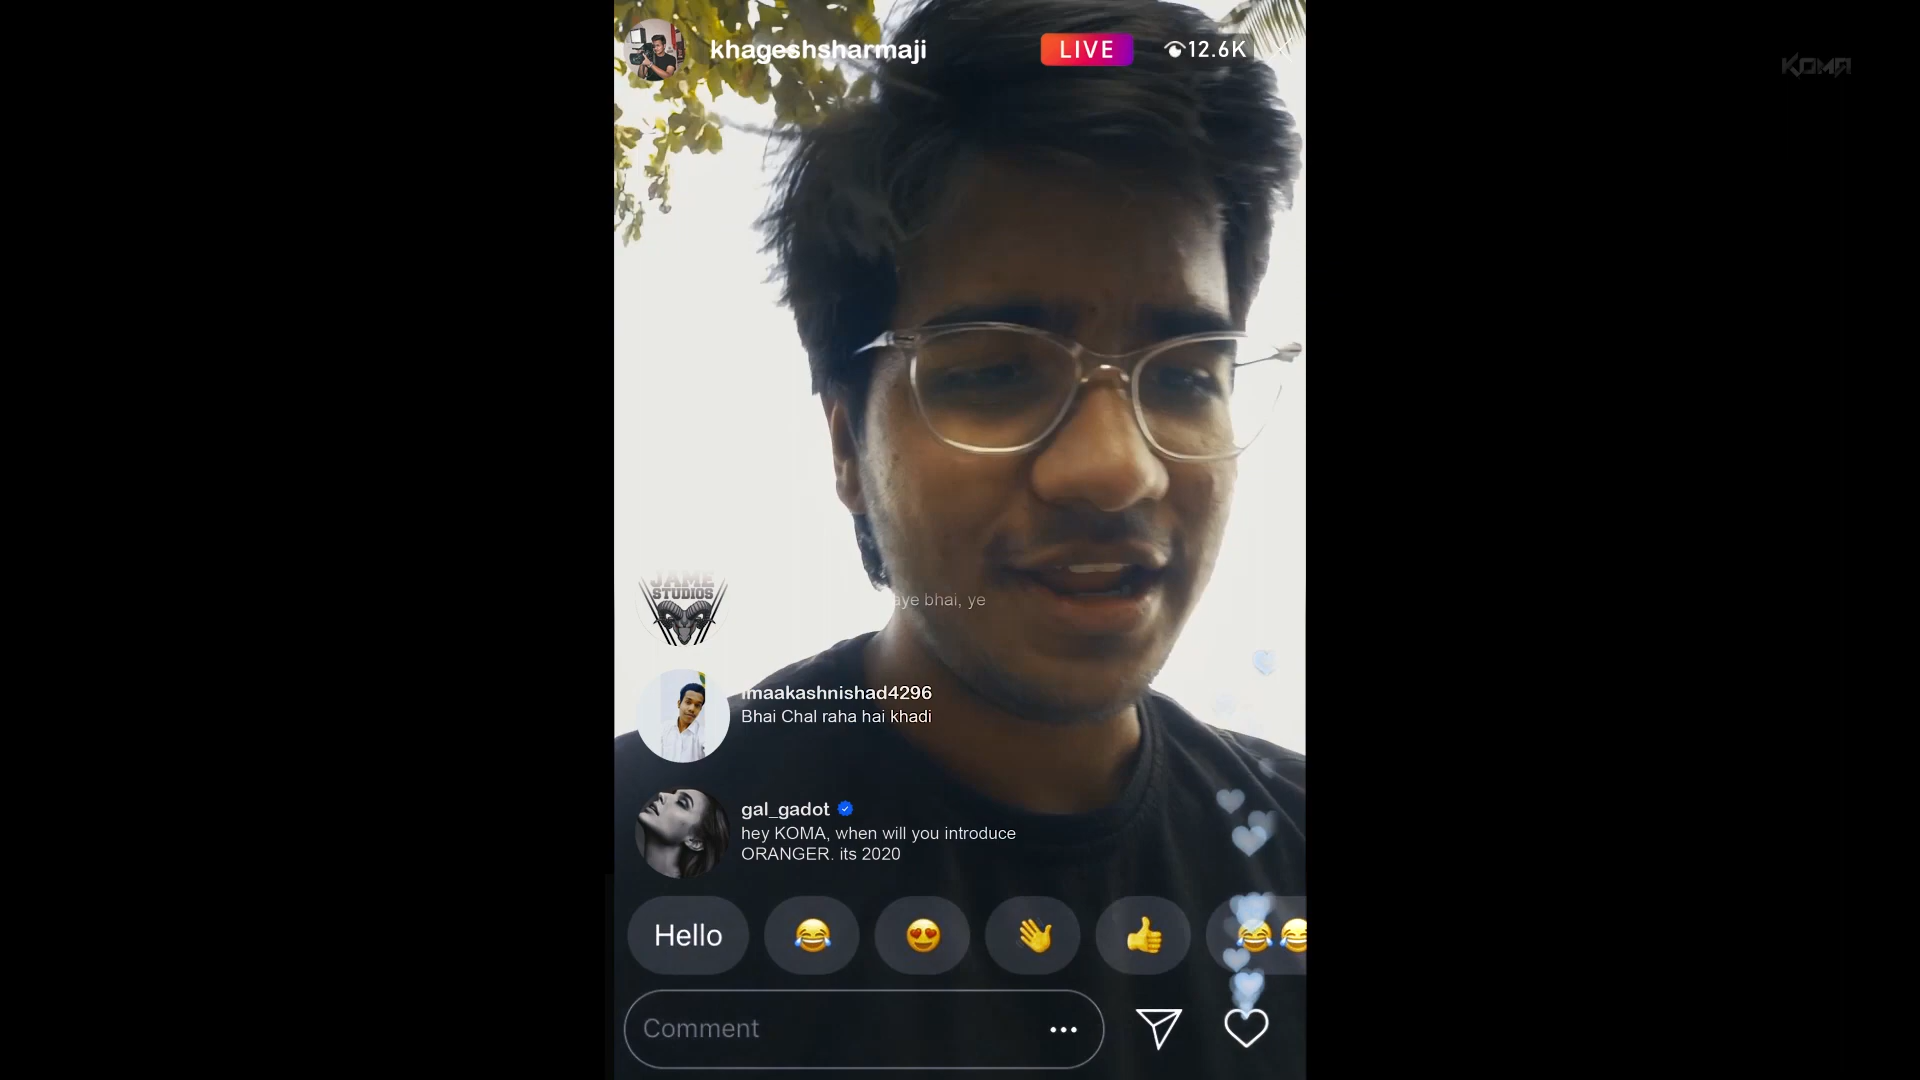 khageshsharmaji
LIVE
12.6K
KOMA
JAME
STUDIOS
aye bhai, ye
imaakashnishad4296
Bhai Chal raha hai khadi
gal_gadot
hey KOMA, when will you introduce
ORANGER. its 2020
Hello
Comment